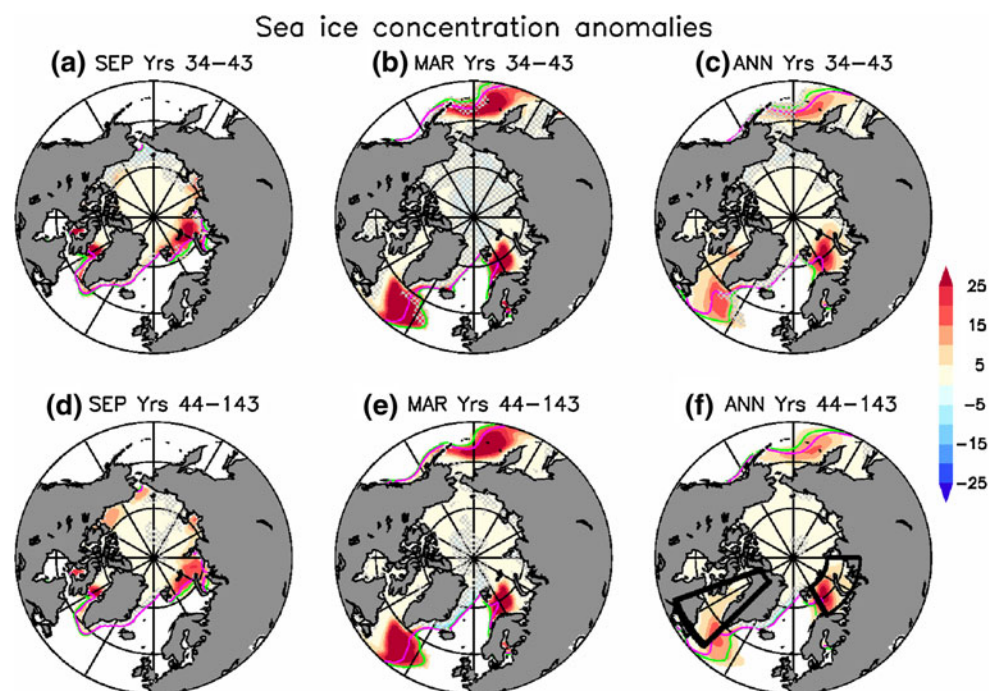 Sea ice concentration anomalies
(a) SEP Yrs 34-43
(b) MAR Yrs 34-43
(c) ANN Yrs 34-43
25
15
5
-5
-15
-25
(d) SEP Yrs 44-143
(e) MAR Yrs 44-143
(f) ANN Yrs 44-143